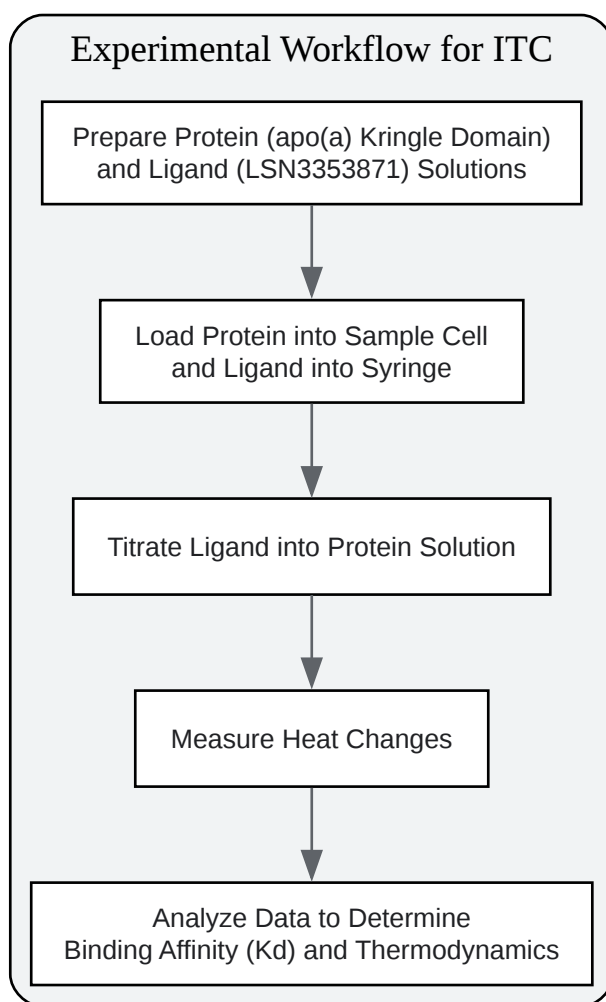 Experimental Workflow for ITC
Prepare Protein (apo(a) Kringle Domain)
and Ligand (LSN3353871) Solutions
Load Protein into Sample Cell
and Ligand into Syringe
Titrate Ligand into Protein Solution
Measure Heat Changes
Analyze Data to Determine
Binding Affinity (Kd) and Thermodynamics